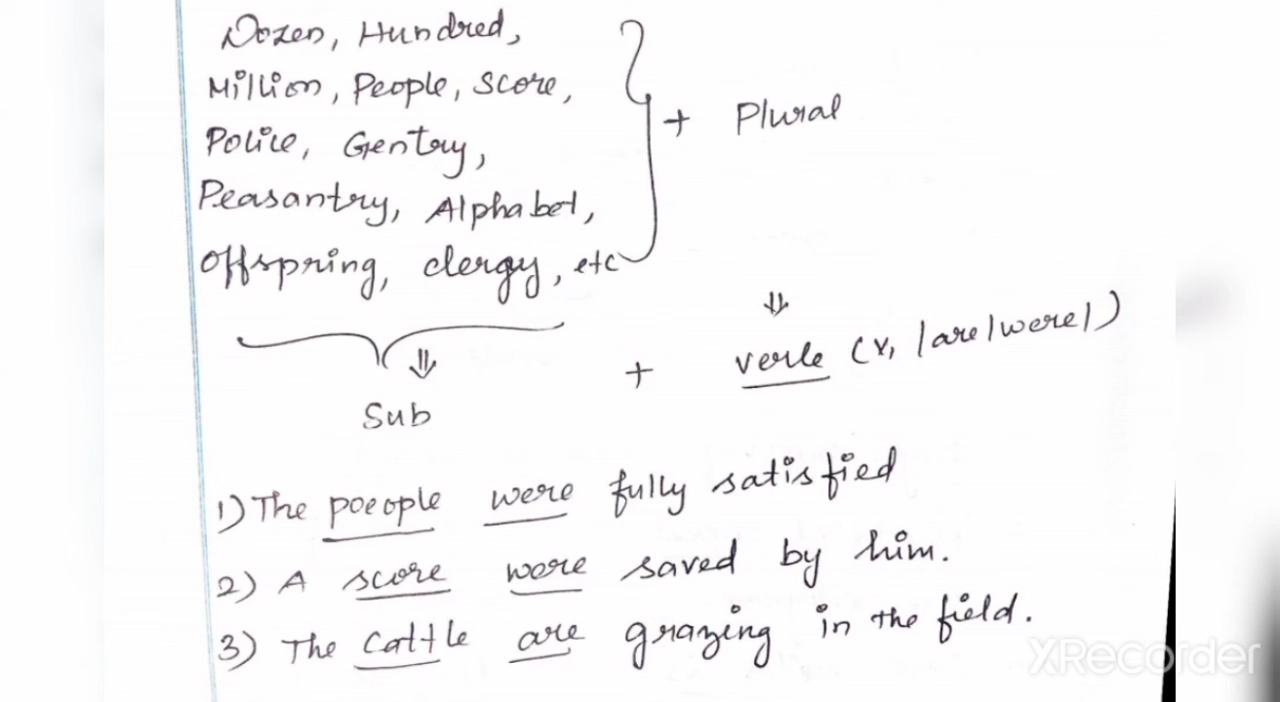 Dozen, Hundred,
Million, People, Score,
Police, Gentry,
Peasantry, Alphabet,
offspring, clergy, etc
+ Plural
⇓
⇓
Sub
+ verb (V₁ / are / were / )
1) The poeople were fully satisfied
2) A score were saved by him.
3) The cattle are grazing in the field.
XRecorder